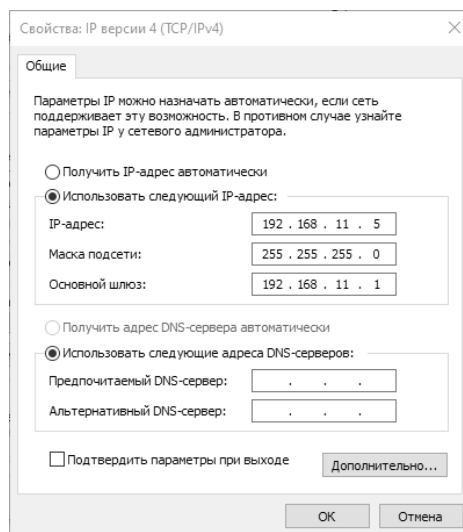 Свойства: IP версии 4 (TCP/IPv4)
Общие
Параметры IP можно назначать автоматически, если сеть
поддерживает эту возможность. В противном случае узнайте
параметры IP у сетевого администратора.
Получить IP-адрес автоматически
Использовать следующий IP-адрес:
IP-адрес: 192 . 168 . 11 . 5
Маска подсети: 255 . 255 . 255 . 0
Основной шлюз: 192 . 168 . 11 . 1
Получить адрес DNS-сервера автоматически
Использовать следующие адреса DNS-серверов:
Предпочитаемый DNS-сервер: . . .
Альтернативный DNS-сервер: . . .
Подтвердить параметры при выходе
Дополнительно...
ОК Отмена